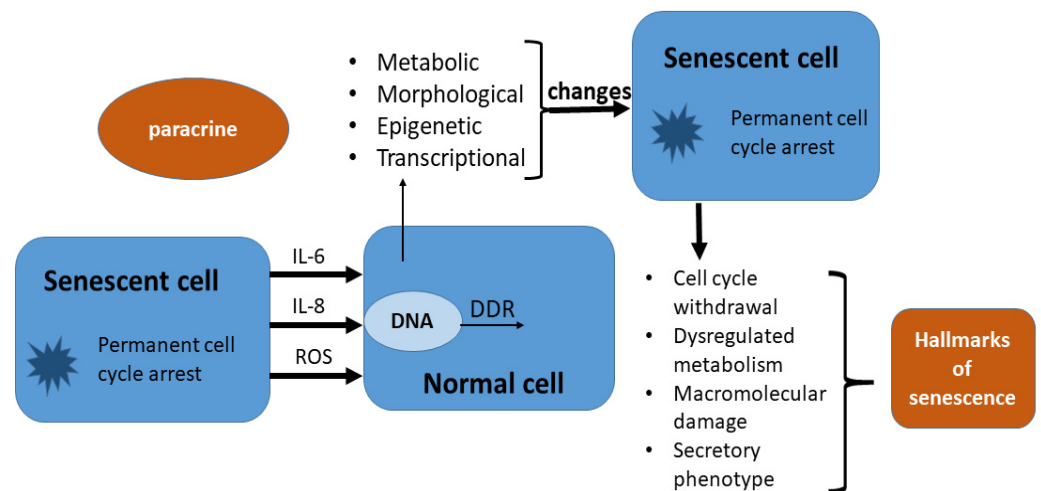 paracrine
• Metabolic
• Morphological
• Epigenetic
• Transcriptional
changes
Senescent cell
Permanent cell
cycle arrest
Senescent cell
Permanent cell
cycle arrest
IL-6
IL-8
ROS
DNA
DDR
Normal cell
• Cell cycle
withdrawal
• Dysregulated
metabolism
• Macromolecular
damage
• Secretory
phenotype
Hallmarks
of
senescence